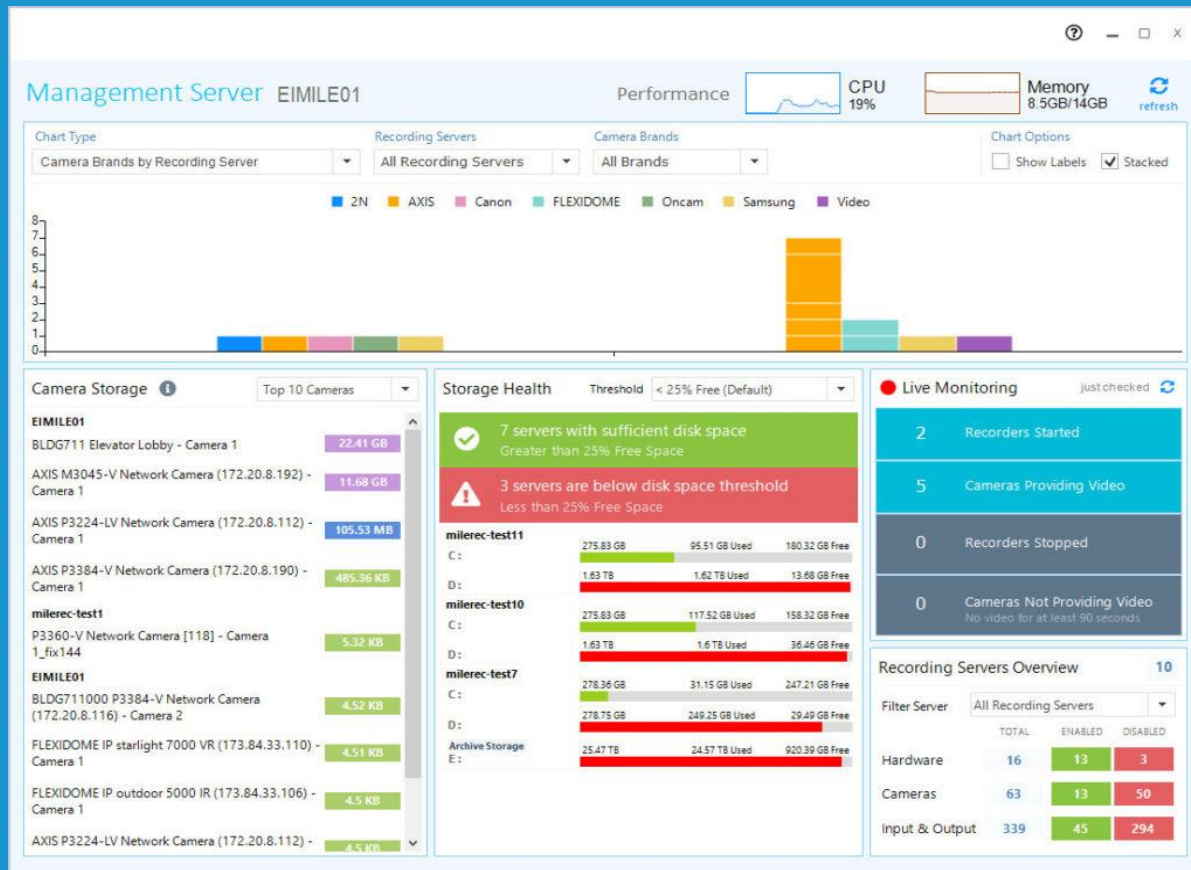 Management Server EIMILE01
Performance
CPU
19%
Memory
8.5GB/14GB
refresh
Chart Type
Recording Servers
Camera Brands
Chart Options
Camera Brands by Recording Server
All Recording Servers
All Brands
Show Labels
Stacked
2N AXIS Canon FLEXIDOME Oncam Samsung Video
8
7
6
5
4
3
2
1
0
Camera Storage
Top 10 Cameras
EIMILE01
BLDG711 Elevator Lobby - Camera 1
22.41 GB
AXIS M3045-V Network Camera (172.20.8.192) -
Camera 1
11.68 GB
AXIS P3224-LV Network Camera (172.20.8.112) -
Camera 1
105.53 MB
AXIS P3384-V Network Camera (172.20.8.190) -
Camera 1
485.36 KB
milerec-test1
P3360-V Network Camera [118] - Camera
1_fix144
5.32 KB
EIMILE01
BLDG711000 P3384-V Network Camera
(172.20.8.116) - Camera 2
4.52 KB
FLEXIDOME IP starlight 7000 VR (173.84.33.110) -
Camera 1
4.51 KB
FLEXIDOME IP outdoor 5000 IR (173.84.33.106) -
Camera 1
4.5 KB
AXIS P3224-LV Network Camera (172.20.8.112) -
4.5 KB
Storage Health
Threshold
< 25% Free (Default)
7 servers with sufficient disk space
Greater than 25% Free Space
3 servers are below disk space threshold
Less than 25% Free Space
milerec-test11
C: 275.83 GB 95.51 GB Used 180.32 GB Free
D: 1.63 TB 1.62 TB Used 13.68 GB Free
milerec-test10
C: 275.83 GB 117.52 GB Used 158.32 GB Free
D: 1.63 TB 1.6 TB Used 36.46 GB Free
milerec-test7
C: 278.36 GB 31.15 GB Used 247.21 GB Free
D: 278.75 GB 249.25 GB Used 29.49 GB Free
Archive Storage
E: 25.47 TB 24.57 TB Used 920.39 GB Free
Live Monitoring
just checked
2 Recorders Started
5 Cameras Providing Video
0 Recorders Stopped
0 Cameras Not Providing Video
No video for at least 90 seconds
Recording Servers Overview 10
Filter Server
All Recording Servers
TOTAL ENABLED DISABLED
Hardware 16 13 3
Cameras 63 13 50
Input & Output 339 45 294